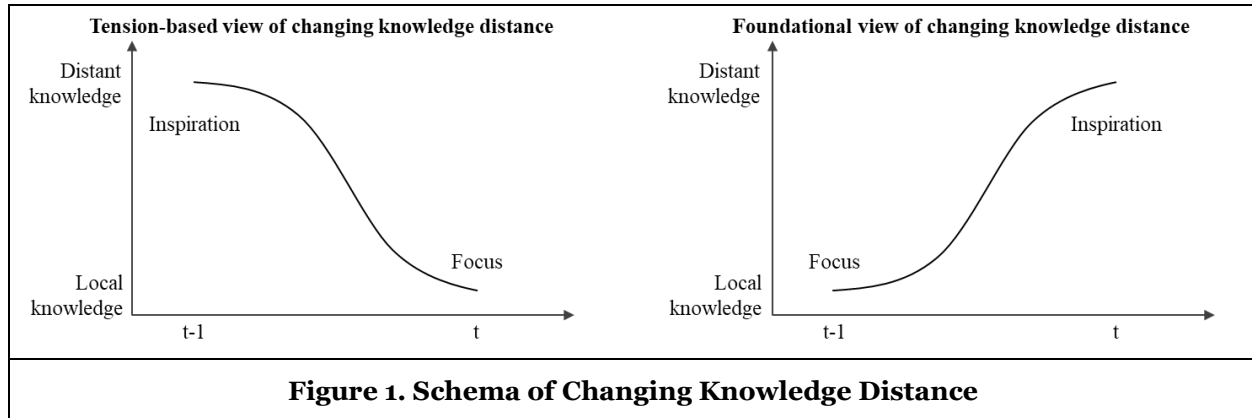 Tension-based view of changing knowledge distance
Distant
knowledge
Inspiration
Focus
Local
knowledge
t-1
t
Foundational view of changing knowledge distance
Distant
knowledge
Inspiration
Focus
Local
knowledge
t-1
t
Figure 1. Schema of Changing Knowledge Distance